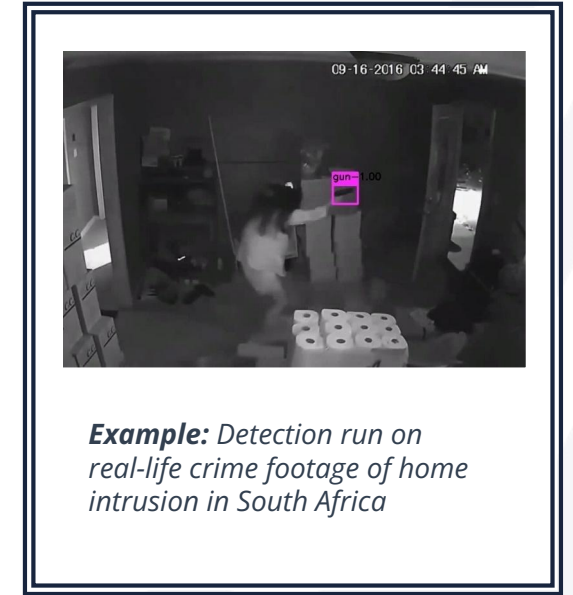 09-16-2016 03 44 45 AM
gun—1.00
Example: Detection run on
real-life crime footage of home
intrusion in South Africa